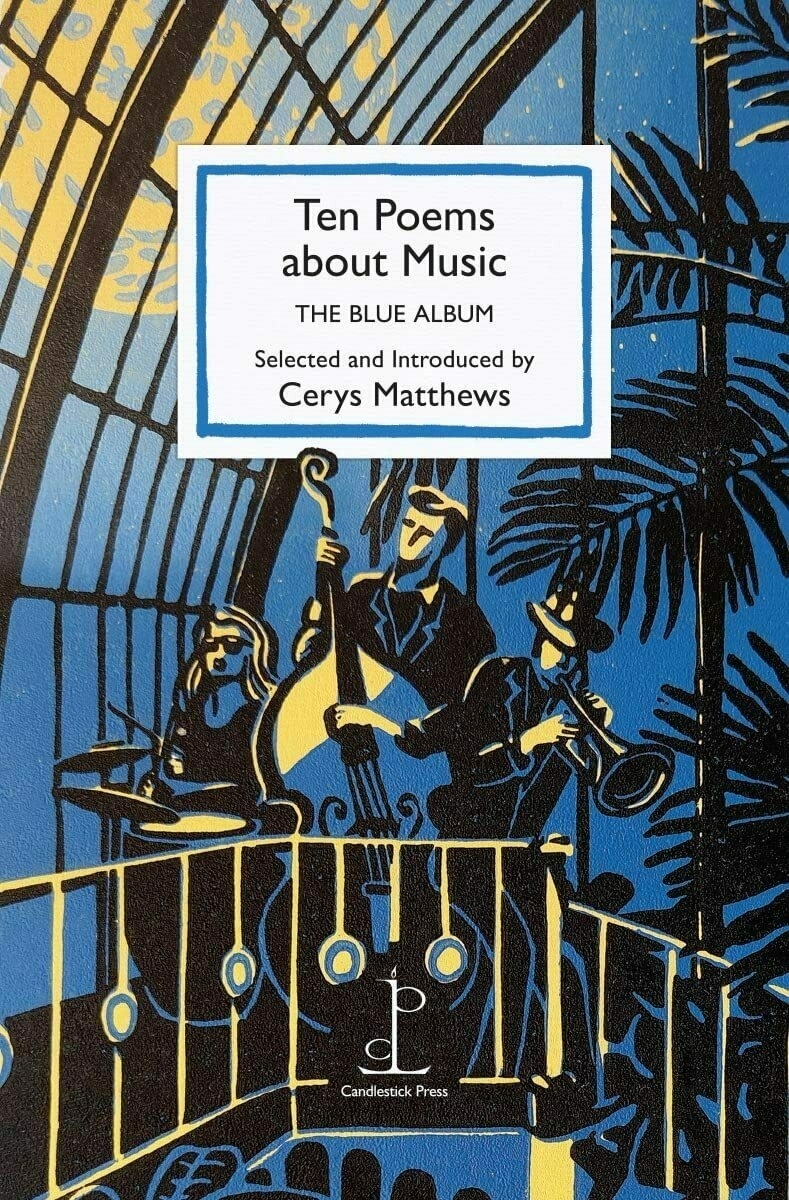 Ten Poems
about Music
THE BLUE ALBUM
Selected and Introduced by
Cerys Matthews
Candlestick Press